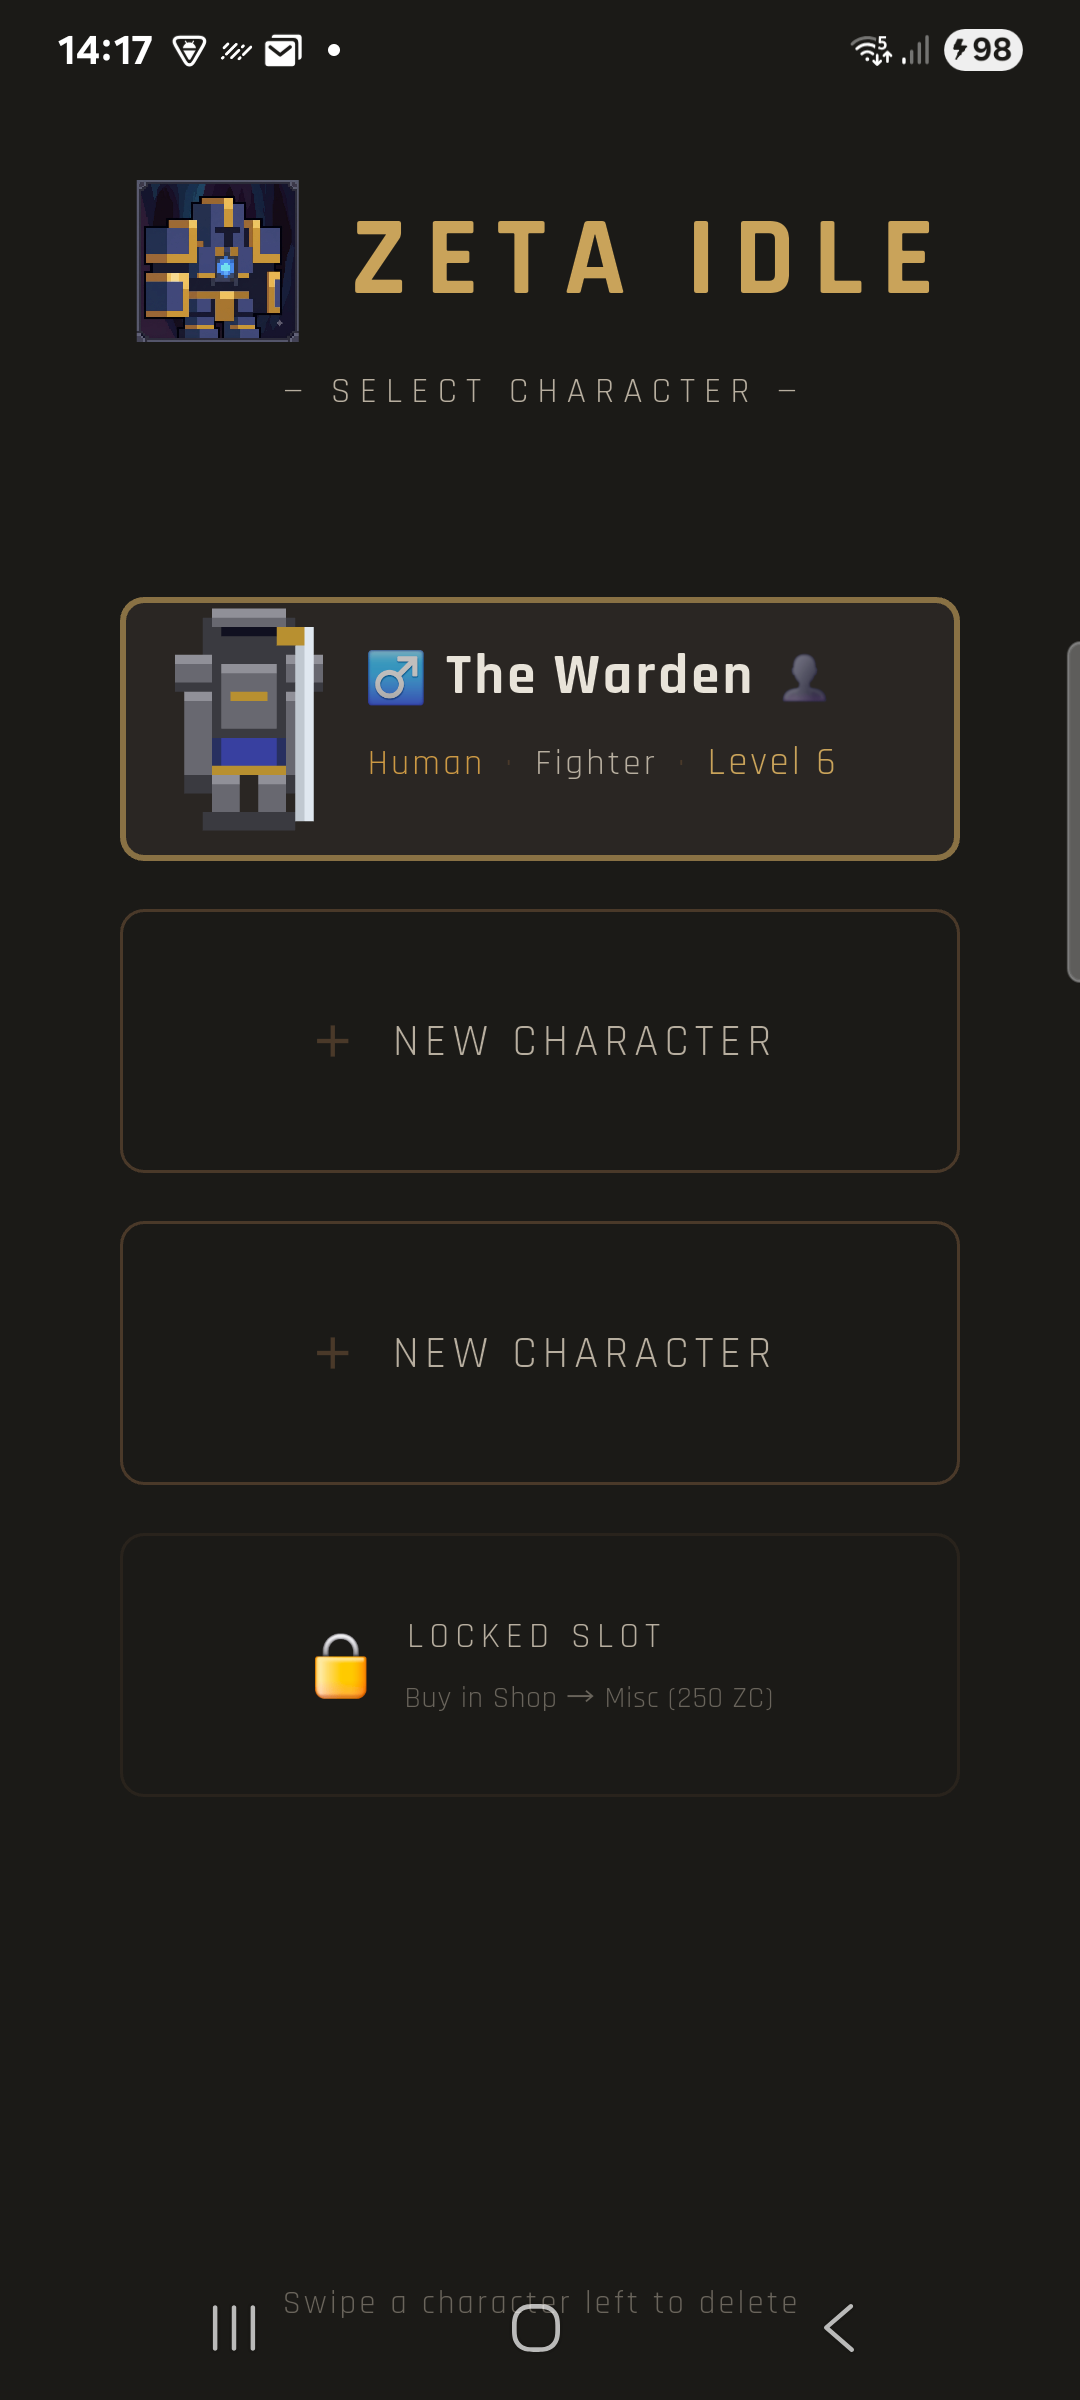 14:17
5
98
ZETA IDLE
– SELECT CHARACTER –
The Warden
Human · Fighter · Level 6
+ NEW CHARACTER
+ NEW CHARACTER
LOCKED SLOT
Buy in Shop → Misc (250 ZC)
Swipe a character left to delete